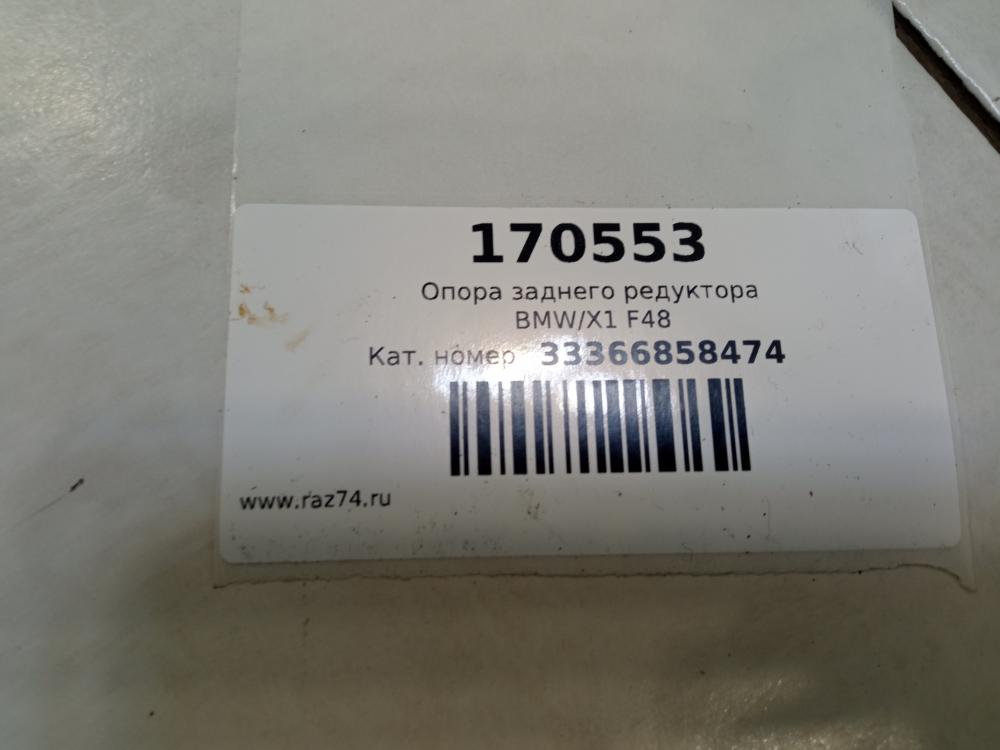 170553
Опора заднего редуктора
BMW/X1 F48
Кат. номер 33366858474
www.raz74.ru